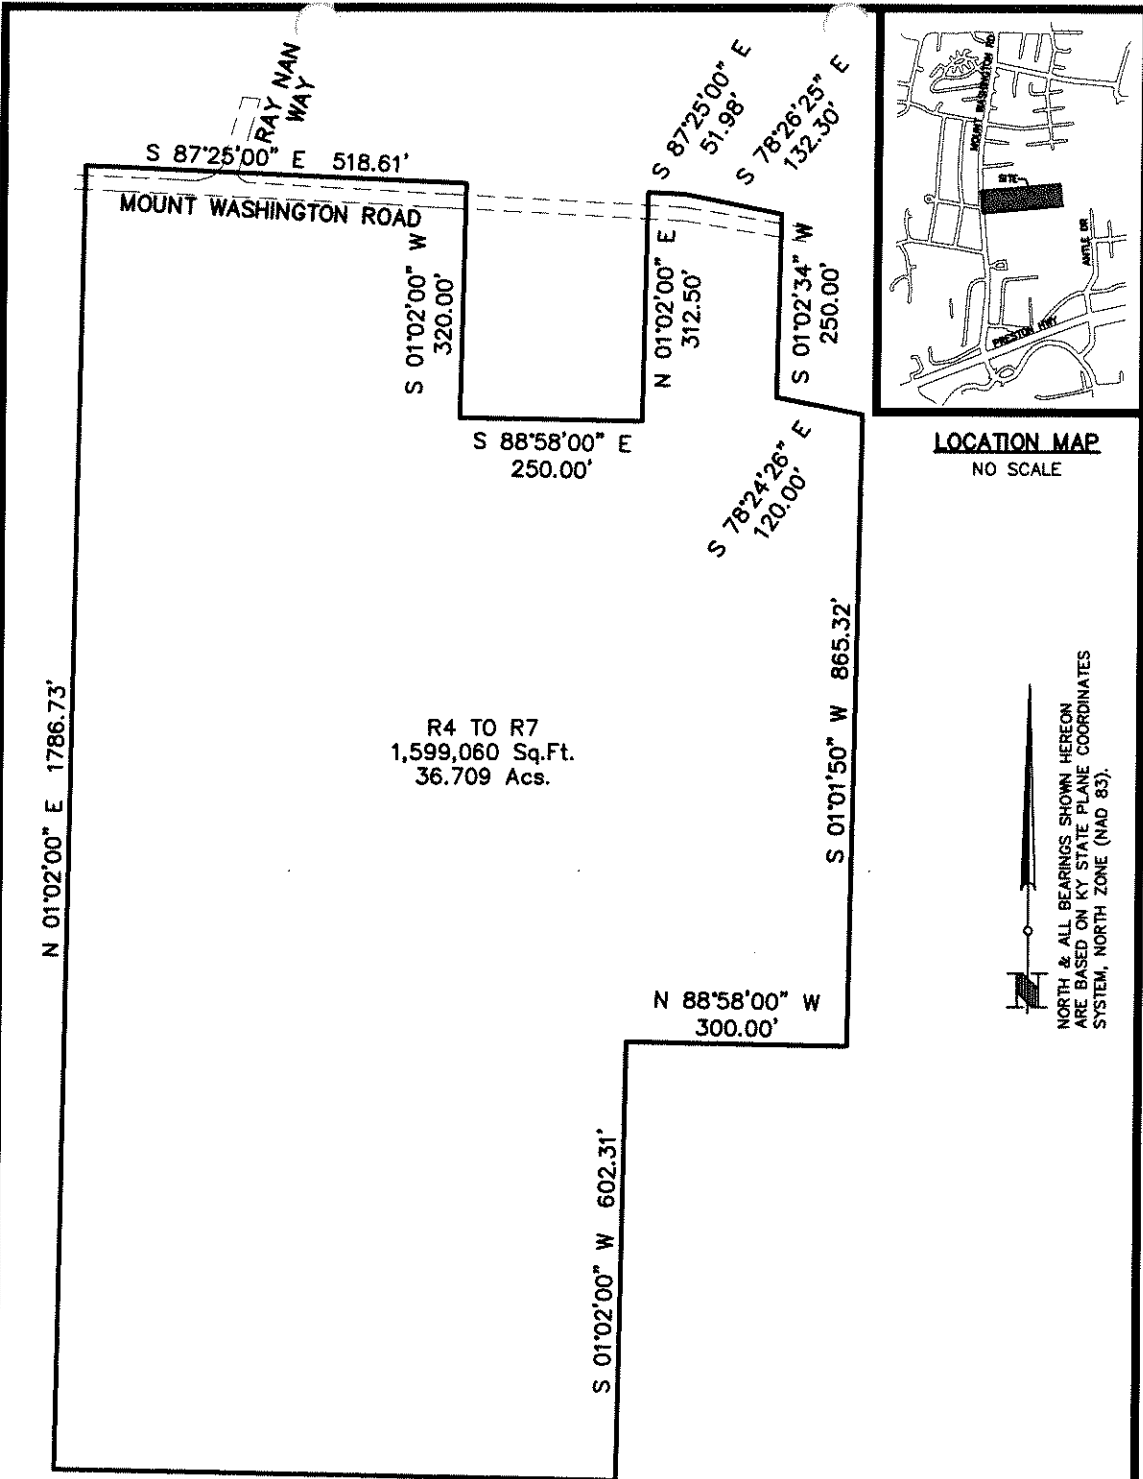 RAY NAN
WAY
S 87°25'00" E 518.61'
MOUNT WASHINGTON ROAD
S 87°25'00" E
51.98'
S 78°26'25" E
132.30'
S 01°02'00" W
320.00'
N 01°02'00" E
312.50'
S 01°02'34" W
250.00'
S 88°58'00" E
250.00'
S 78°24'26" E
120.00'
MOUNT WASHINGTON RD
SITE
ANTLE DR
PRESTON HWY
LOCATION MAP
NO SCALE
N 01°02'00" E 1786.73'
R4 TO R7
1,599,060 Sq.Ft.
36.709 Acs.
S 01°01'50" W 865.32'
N
NORTH & ALL BEARINGS SHOWN HEREON
ARE BASED ON KY STATE PLANE COORDINATES
SYSTEM, NORTH ZONE (NAD 83).
N 88°58'00" W
300.00'
S 01°02'00" W 602.31'